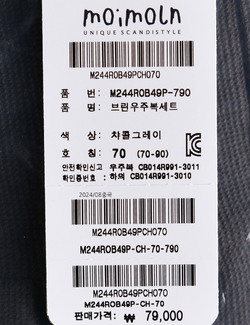 moimoln
UNIQUE SCANDISTYLE
M244R0B49PCH070
품 번: M244R0B49P-790
품 명: 브린우주복세트
색 상: 챠콜그레이
호 칭: 70 (70-90)
안전확인신고 우주복 CB014R991-3011
확인증번호 : 하의 CB014R991-3010
2024/08중국
M244R0B49PCH070
M244R0B49P-CH-70-790
M244R0B49PCH070
M244R0B49P-CH-70
판매가격: ₩ 79,000